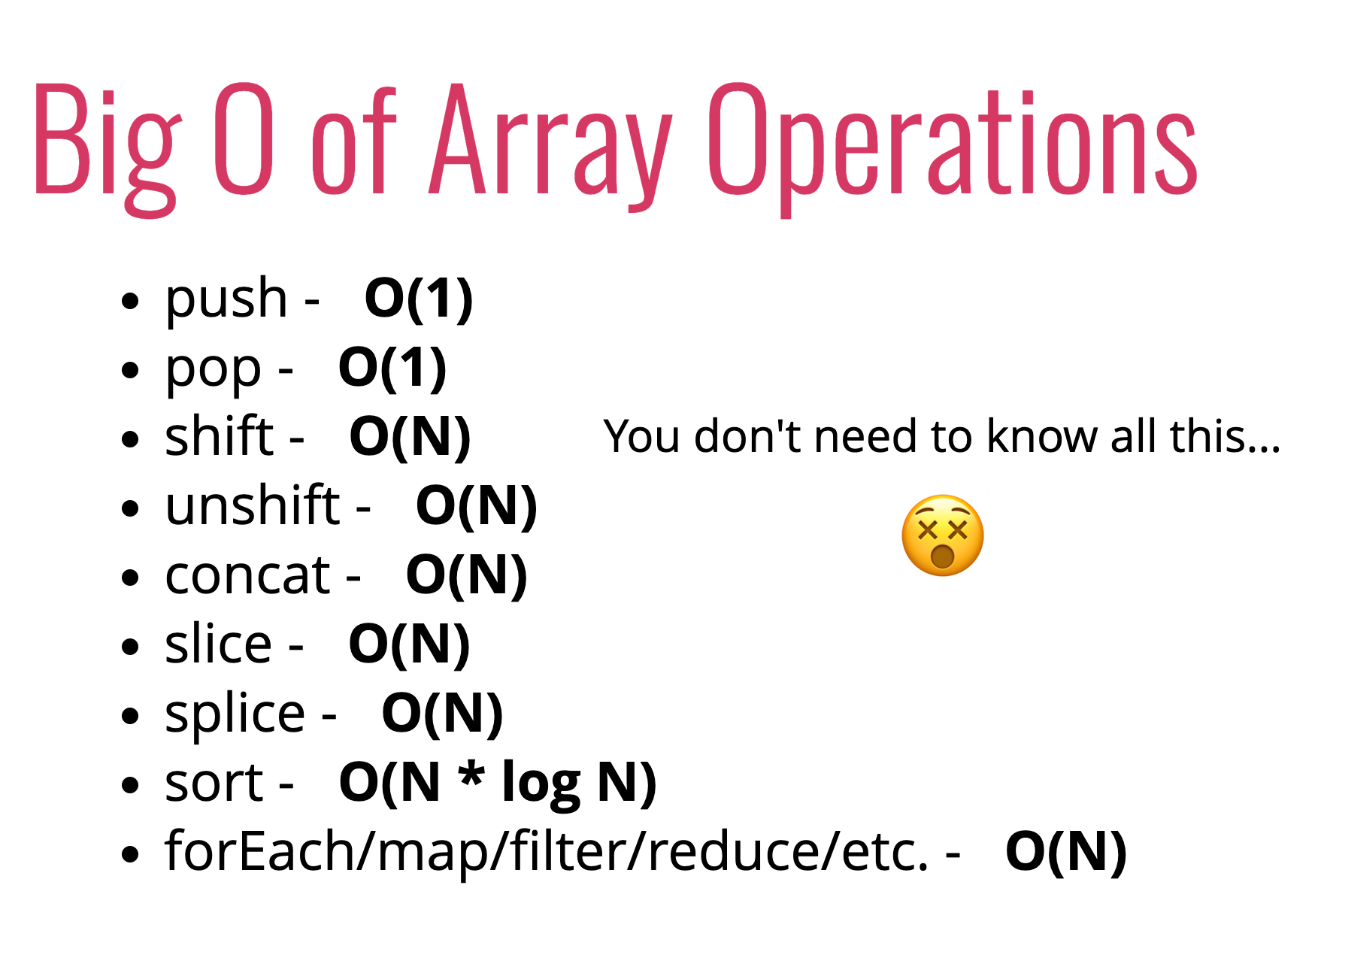 Big O of Array Operations
• push - O(1)
• pop - O(1)
• shift - O(N)
• unshift - O(N)
• concat - O(N)
• slice - O(N)
• splice - O(N)
• sort - O(N * log N)
• forEach/map/filter/reduce/etc. - O(N)
You don't need to know all this...